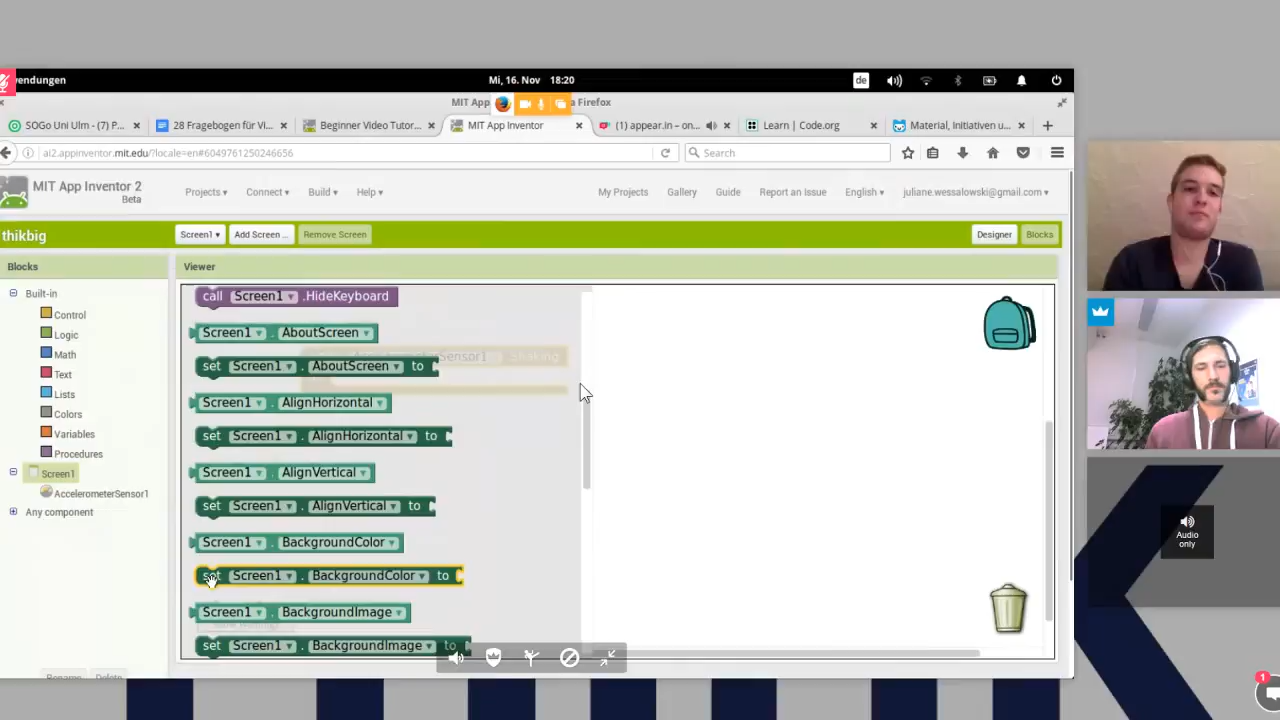 wendungen
Mi, 16. Nov 18:20
de
MIT App
a Firefox
SOGo Uni Ulm - (7) P...
28 Fragebogen für Vi...
Beginner Video Tutor...
MIT App Inventor
(1) appear.in – on...
Learn | Code.org
Material, Initiativen u...
ai2.appinventor.mit.edu/?locale=en#6049761250246656
Search
MIT App Inventor 2
Beta
Projects
Connect
Build
Help
My Projects
Gallery
Guide
Report an Issue
English
juliane.wessalowski@gmail.com
thikbig
Screen1
Add Screen ...
Remove Screen
Designer
Blocks
Blocks
Viewer
Built-in
Control
Logic
Math
Text
Lists
Colors
Variables
Procedures
Screen1
AccelerometerSensor1
Any component
call Screen1 .HideKeyboard
Screen1 . AboutScreen
set Screen1 . AboutScreen to
Screen1 . AlignHorizontal
set Screen1 . AlignHorizontal to
Screen1 . AlignVertical
set Screen1 . AlignVertical to
Screen1 . BackgroundColor
set Screen1 . BackgroundColor to
Screen1 . BackgroundImage
set Screen1 . BackgroundImage to
Shaking
Rename
Delete
Audio
only
1